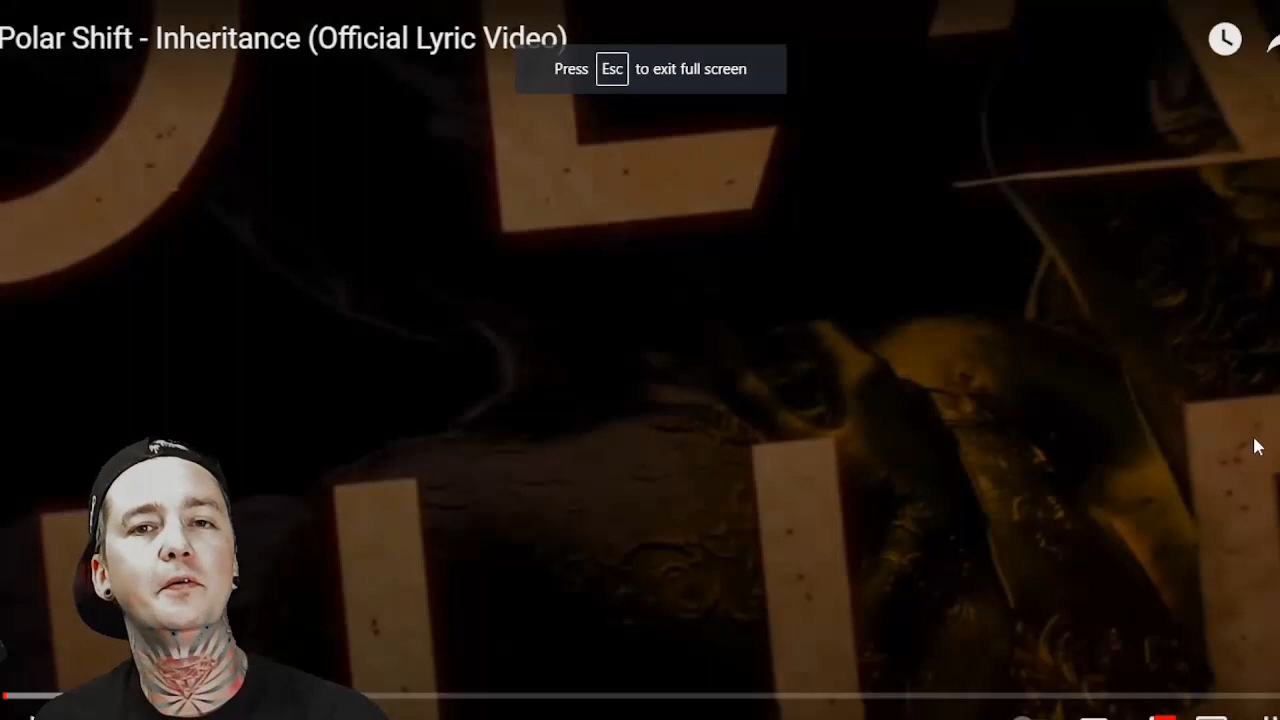 Polar Shift - Inheritance (Official Lyric Video)
Press Esc to exit full screen